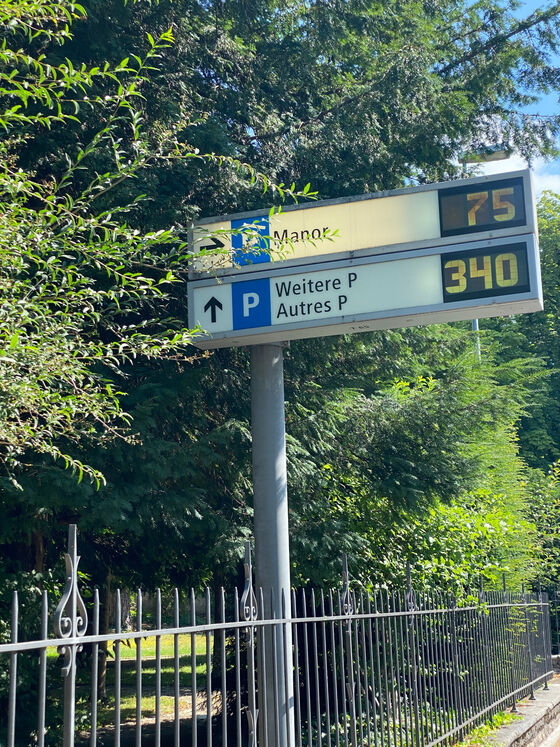 → P Manor 75
↑ P Weitere P 340
Autres P